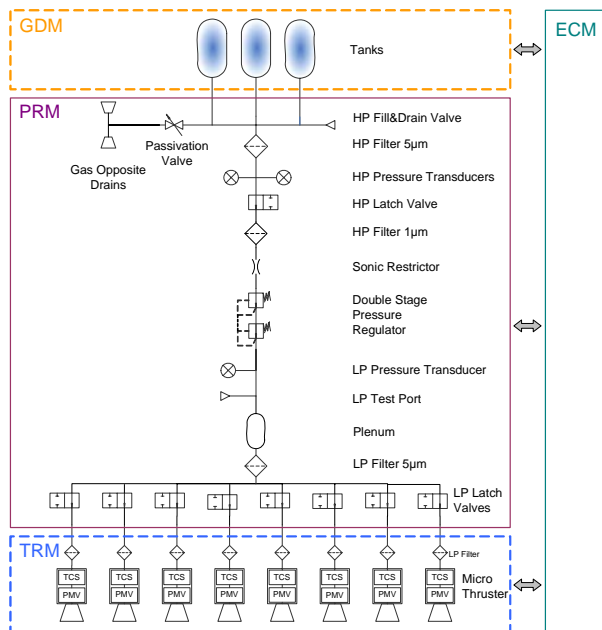 GDM
ECM
Tanks
PRM
HP Fill&Drain Valve
Passivation
Valve
HP Filter 5µm
Gas Opposite
Drains
HP Pressure Transducers
HP Latch Valve
HP Filter 1µm
Sonic Restrictor
Double Stage
Pressure
Regulator
LP Pressure Transducer
LP Test Port
Plenum
LP Filter 5µm
LP Latch
Valves
TRM
LP Filter
TCS TCS TCS TCS TCS TCS TCS TCS
Micro
Thruster
PMV PMV PMV PMV PMV PMV PMV PMV